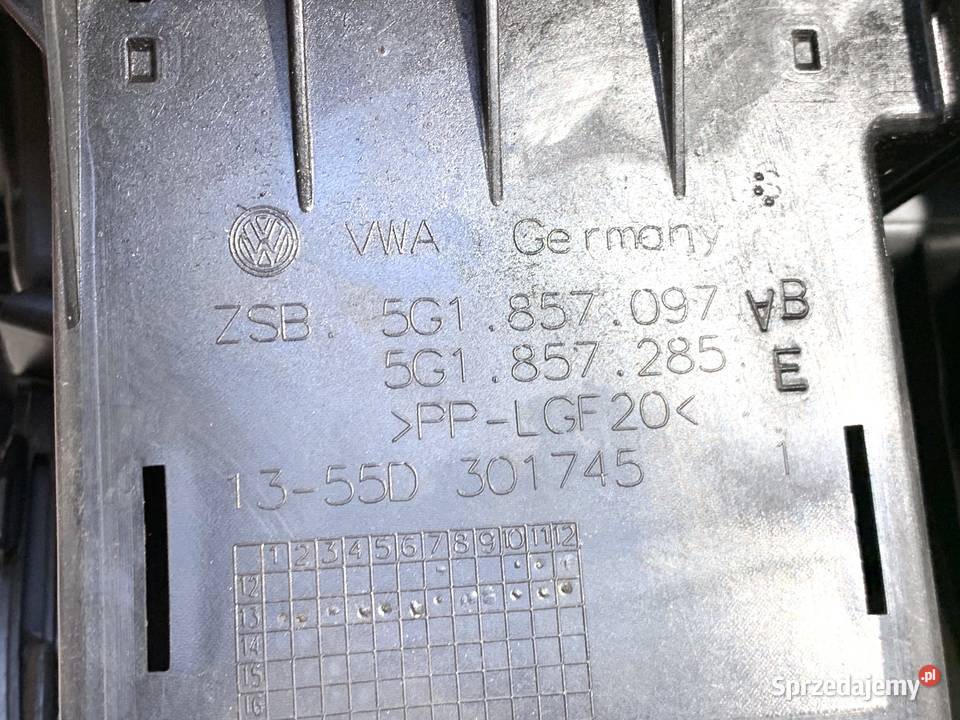 VWA Germany
ZSB. 5G1.857.097 AB
5G1.857.285 E
>PP-LGF20<
13-55D 301745 1
1 2 3 4 5 6 7 8 9 10 11 12
12
13
14
15
16
Sprzedajemy.pl